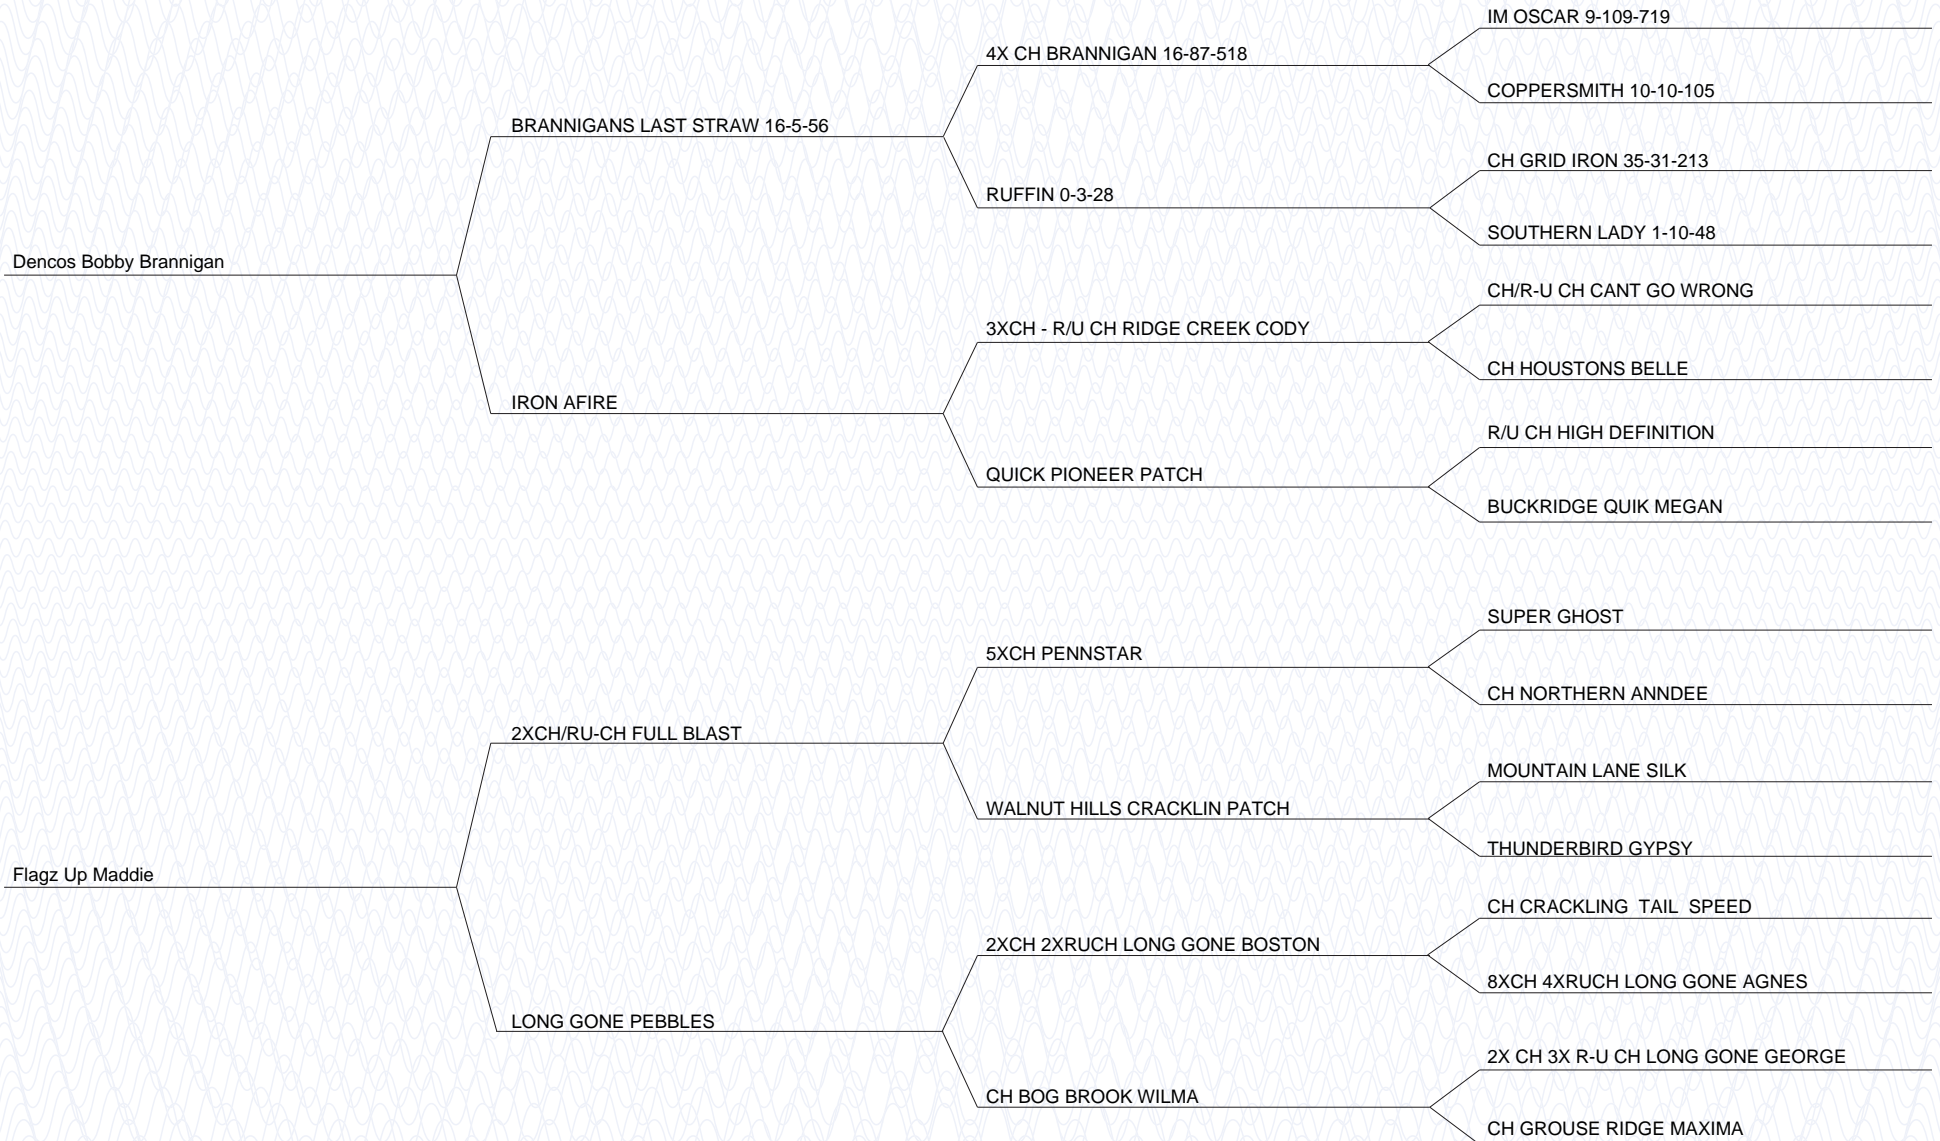 Dencos Bobby Brannigan
BRANNIGANS LAST STRAW 16-5-56
4X CH BRANNIGAN 16-87-518
IM OSCAR 9-109-719
COPPERSMITH 10-10-105
RUFFIN 0-3-28
CH GRID IRON 35-31-213
SOUTHERN LADY 1-10-48
IRON AFIRE
3XCH - R/U CH RIDGE CREEK CODY
CH/R-U CH CANT GO WRONG
CH HOUSTONS BELLE
QUICK PIONEER PATCH
R/U CH HIGH DEFINITION
BUCKRIDGE QUIK MEGAN
Flagz Up Maddie
2XCH/RU-CH FULL BLAST
5XCH PENNSTAR
SUPER GHOST
CH NORTHERN ANNDEE
WALNUT HILLS CRACKLIN PATCH
MOUNTAIN LANE SILK
THUNDERBIRD GYPSY
LONG GONE PEBBLES
2XCH 2XRUCH LONG GONE BOSTON
CH CRACKLING  TAIL  SPEED
8XCH 4XRUCH LONG GONE AGNES
CH BOG BROOK WILMA
2X CH 3X R-U CH LONG GONE GEORGE
CH GROUSE RIDGE MAXIMA